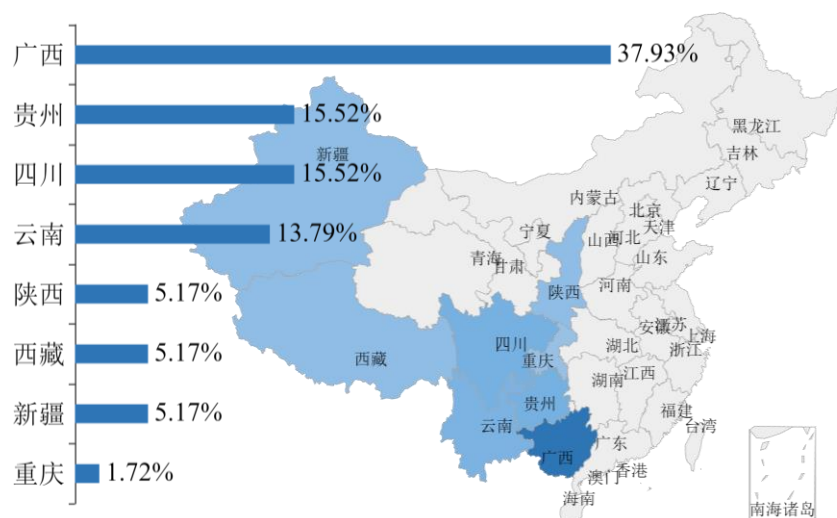 广西
37.93%
贵州
15.52%
四川
15.52%
云南
13.79%
陕西
5.17%
西藏
5.17%
新疆
5.17%
重庆
1.72%
黑龙江
吉林
辽宁
新疆
内蒙古
北京
天津
宁夏
山西
河北
山东
青海
甘肃
河南
陕西
安徽
江苏
上海
四川
湖北
浙江
重庆
西藏
江西
湖南
贵州
福建
云南
台湾
广东
广西
香港
澳门
海南
南海诸岛